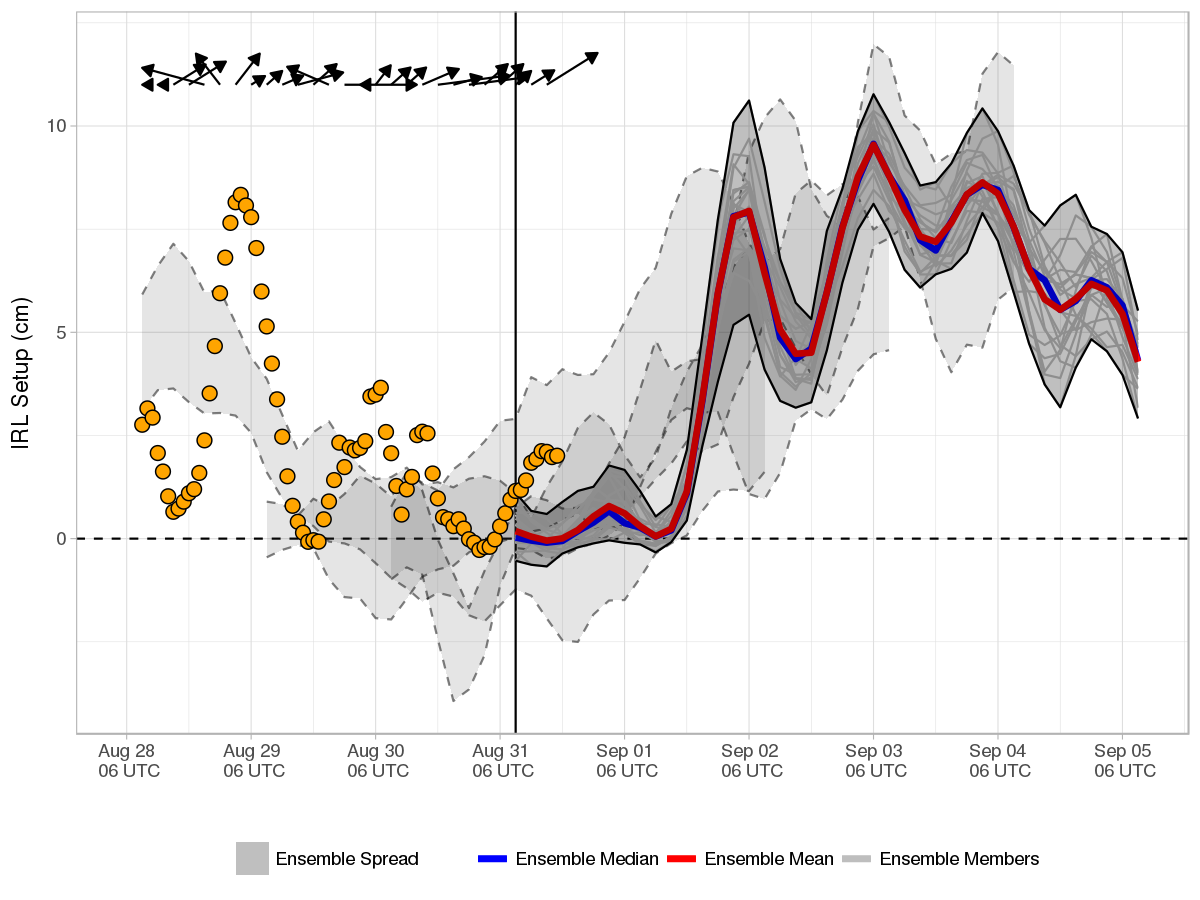 IRL Setup (cm)
10
5
0
Aug 28 Aug 29 Aug 30 Aug 31 Sep 01 Sep 02 Sep 03 Sep 04 Sep 05
06 UTC 06 UTC 06 UTC 06 UTC 06 UTC 06 UTC 06 UTC 06 UTC 06 UTC
Ensemble Spread Ensemble Median Ensemble Mean Ensemble Members